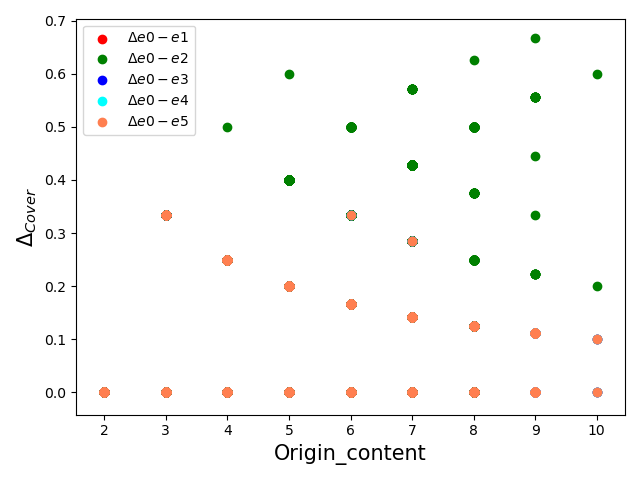 Δe0 − e1
Δe0 − e2
Δe0 − e3
Δe0 − e4
Δe0 − e5
0.7
0.6
0.5
0.4
0.3
0.2
0.1
0.0
Δ_Cover
2 3 4 5 6 7 8 9 10
Origin_content